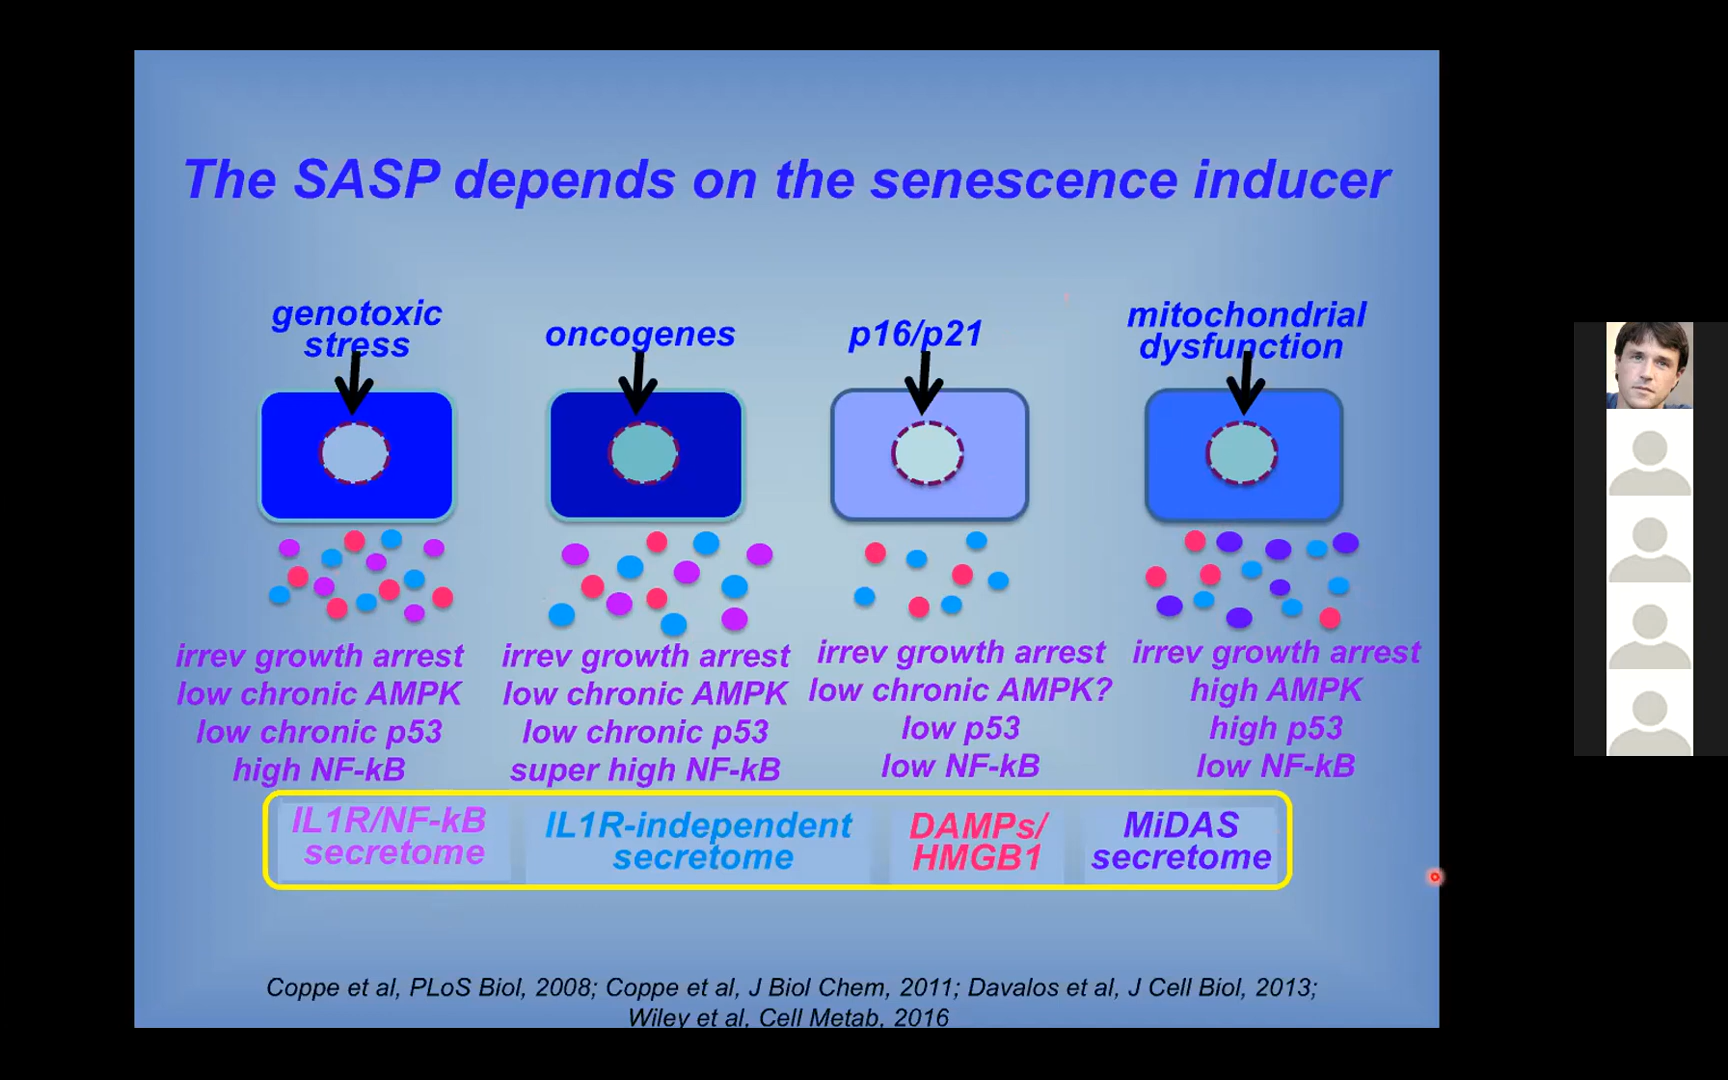 The SASP depends on the senescence inducer
genotoxic
stress
oncogenes
p16/p21
mitochondrial
dysfunction
irrev growth arrest
low chronic AMPK
low chronic p53
high NF-kB
irrev growth arrest
low chronic AMPK
low chronic p53
super high NF-kB
irrev growth arrest
low chronic AMPK?
low p53
low NF-kB
irrev growth arrest
high AMPK
high p53
low NF-kB
IL1R/NF-kB
secretome
IL1R-independent
secretome
DAMPs/
HMGB1
MiDAS
secretome
Coppe et al, PLoS Biol, 2008; Coppe et al, J Biol Chem, 2011; Davalos et al, J Cell Biol, 2013;
Wiley et al, Cell Metab, 2016